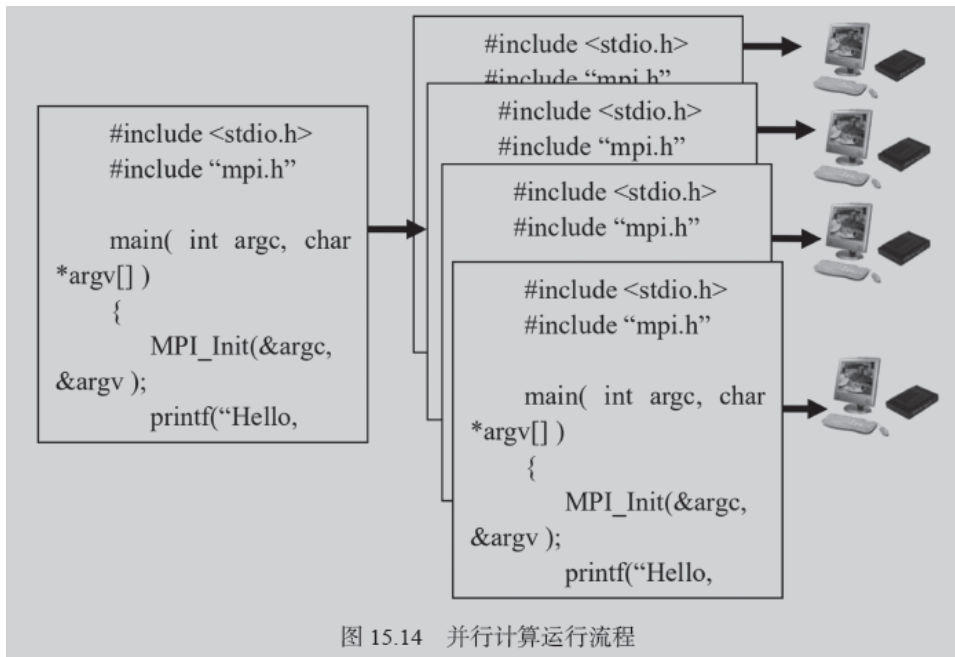 #include <stdio.h>
#include “mpi.h”
main( int argc, char
*argv[] )
{
MPI_Init(&argc,
&argv );
printf(“Hello,
#include <stdio.h>
#include “mpi.h”
#include <stdio.h>
#include “mpi.h”
#include <stdio.h>
#include “mpi.h”
#include <stdio.h>
#include “mpi.h”
main( int argc, char
*argv[] )
{
MPI_Init(&argc,
&argv );
printf(“Hello,
图 15.14 并行计算运行流程